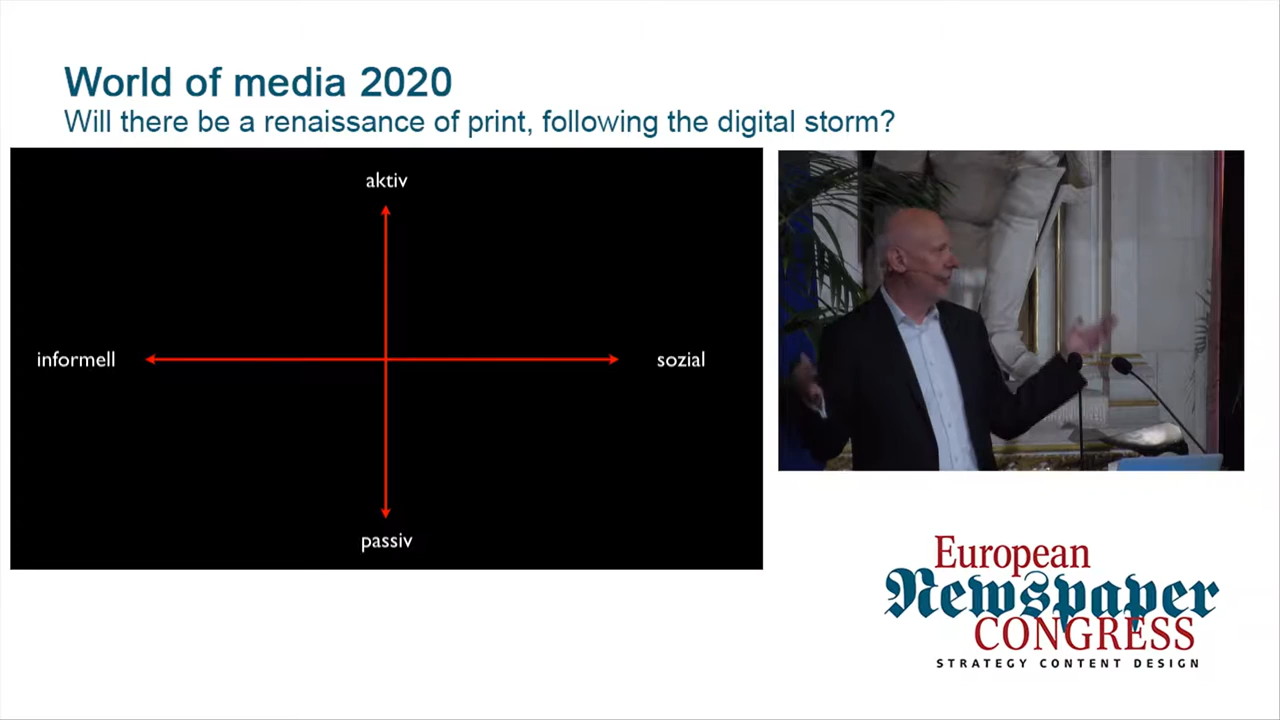 World of media 2020
Will there be a renaissance of print, following the digital storm?
aktiv
informell
sozial
passiv
European
Newspaper
CONGRESS
STRATEGY CONTENT DESIGN